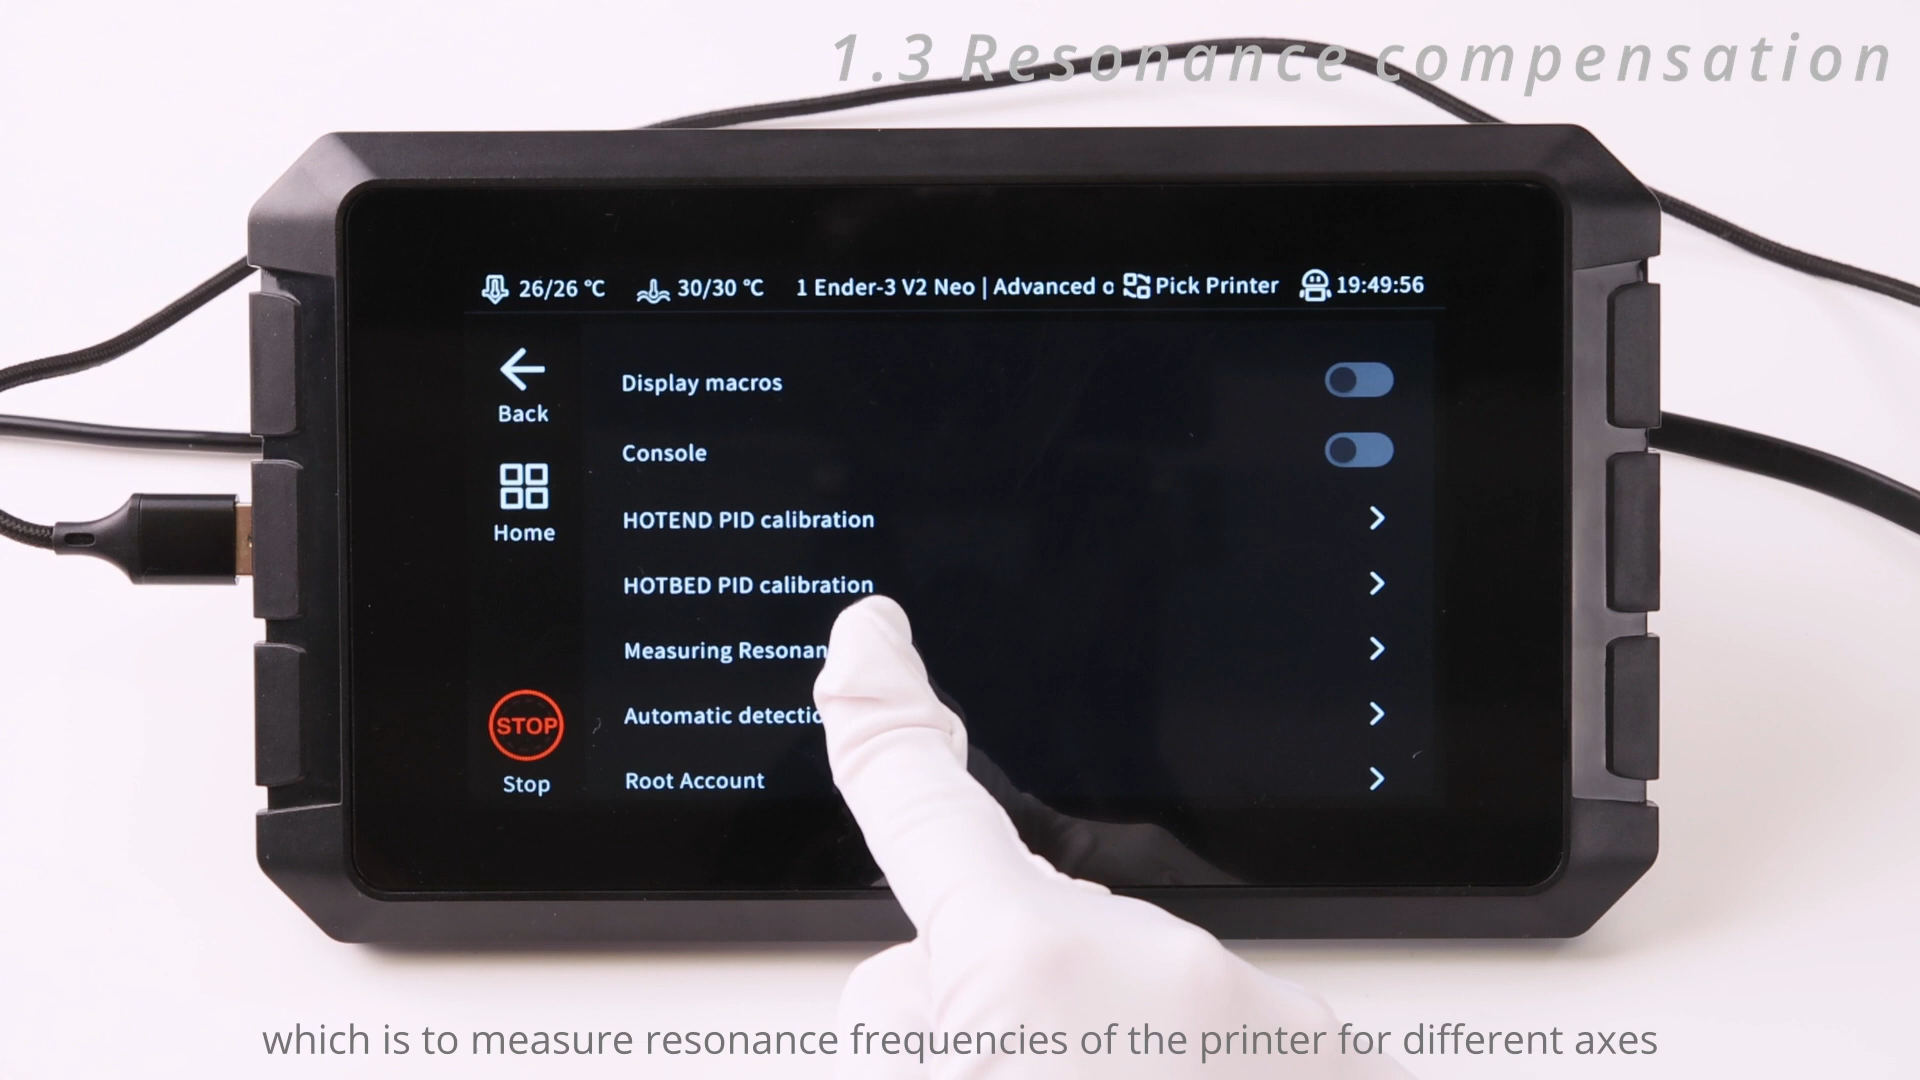 1.3 Resonance compensation
26/26 °C 30/30 °C 1 Ender-3 V2 Neo | Advanced o Pick Printer 19:49:56
Back
Home
STOP
Stop
Display macros
Console
HOTEND PID calibration
HOTBED PID calibration
Measuring Resonan
Automatic detectio
Root Account
which is to measure resonance frequencies of the printer for different axes